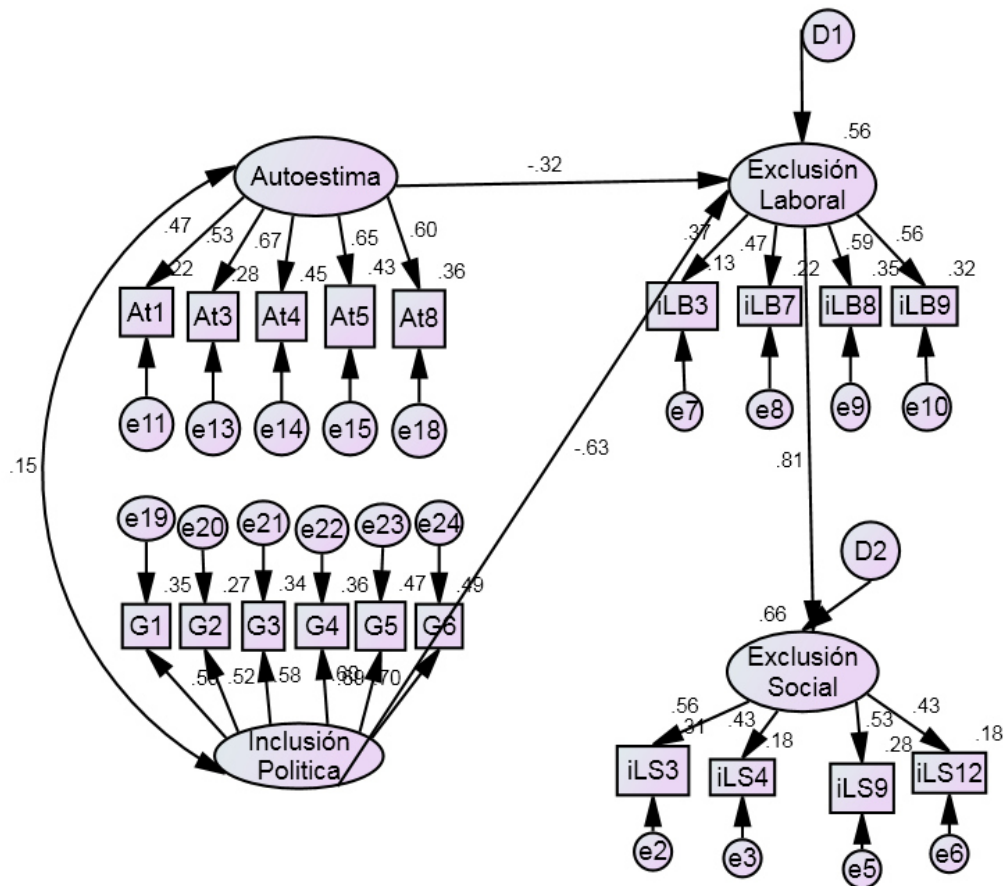 D1
.56
Autoestima
-.32
Exclusión
Laboral
.47
.53
.67
.65
.60
.37
.47
.59
.56
.22
.28
.45
.43
.36
.13
.22
.35
.32
At1
At3
At4
At5
At8
iLB3
iLB7
iLB8
iLB9
e11
e13
e14
e15
e18
e7
e8
e9
e10
.15
-.63
.81
e19
e20
e21
e22
e23
e24
D2
.35
.27
.34
.36
.47
.49
G1
G2
G3
G4
G5
G6
.66
.52
.58
.60
.69
.70
Inclusión
Politica
Exclusión
Social
.56
.43
.53
.43
.31
.18
.28
.18
iLS3
iLS4
iLS9
iLS12
e2
e3
e5
e6